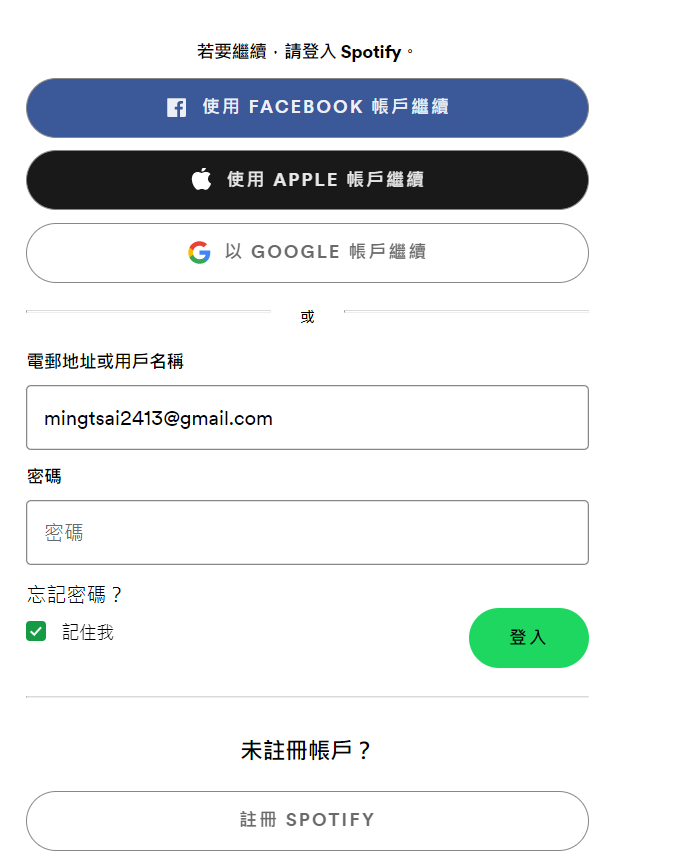 若要繼續，請登入 Spotify。
使用 FACEBOOK 帳戶繼續
使用 APPLE 帳戶繼續
以 GOOGLE 帳戶繼續
或
電郵地址或用戶名稱
mingtsai2413@gmail.com
密碼
密碼
忘記密碼？
記住我
登入
未註冊帳戶？
註冊 SPOTIFY